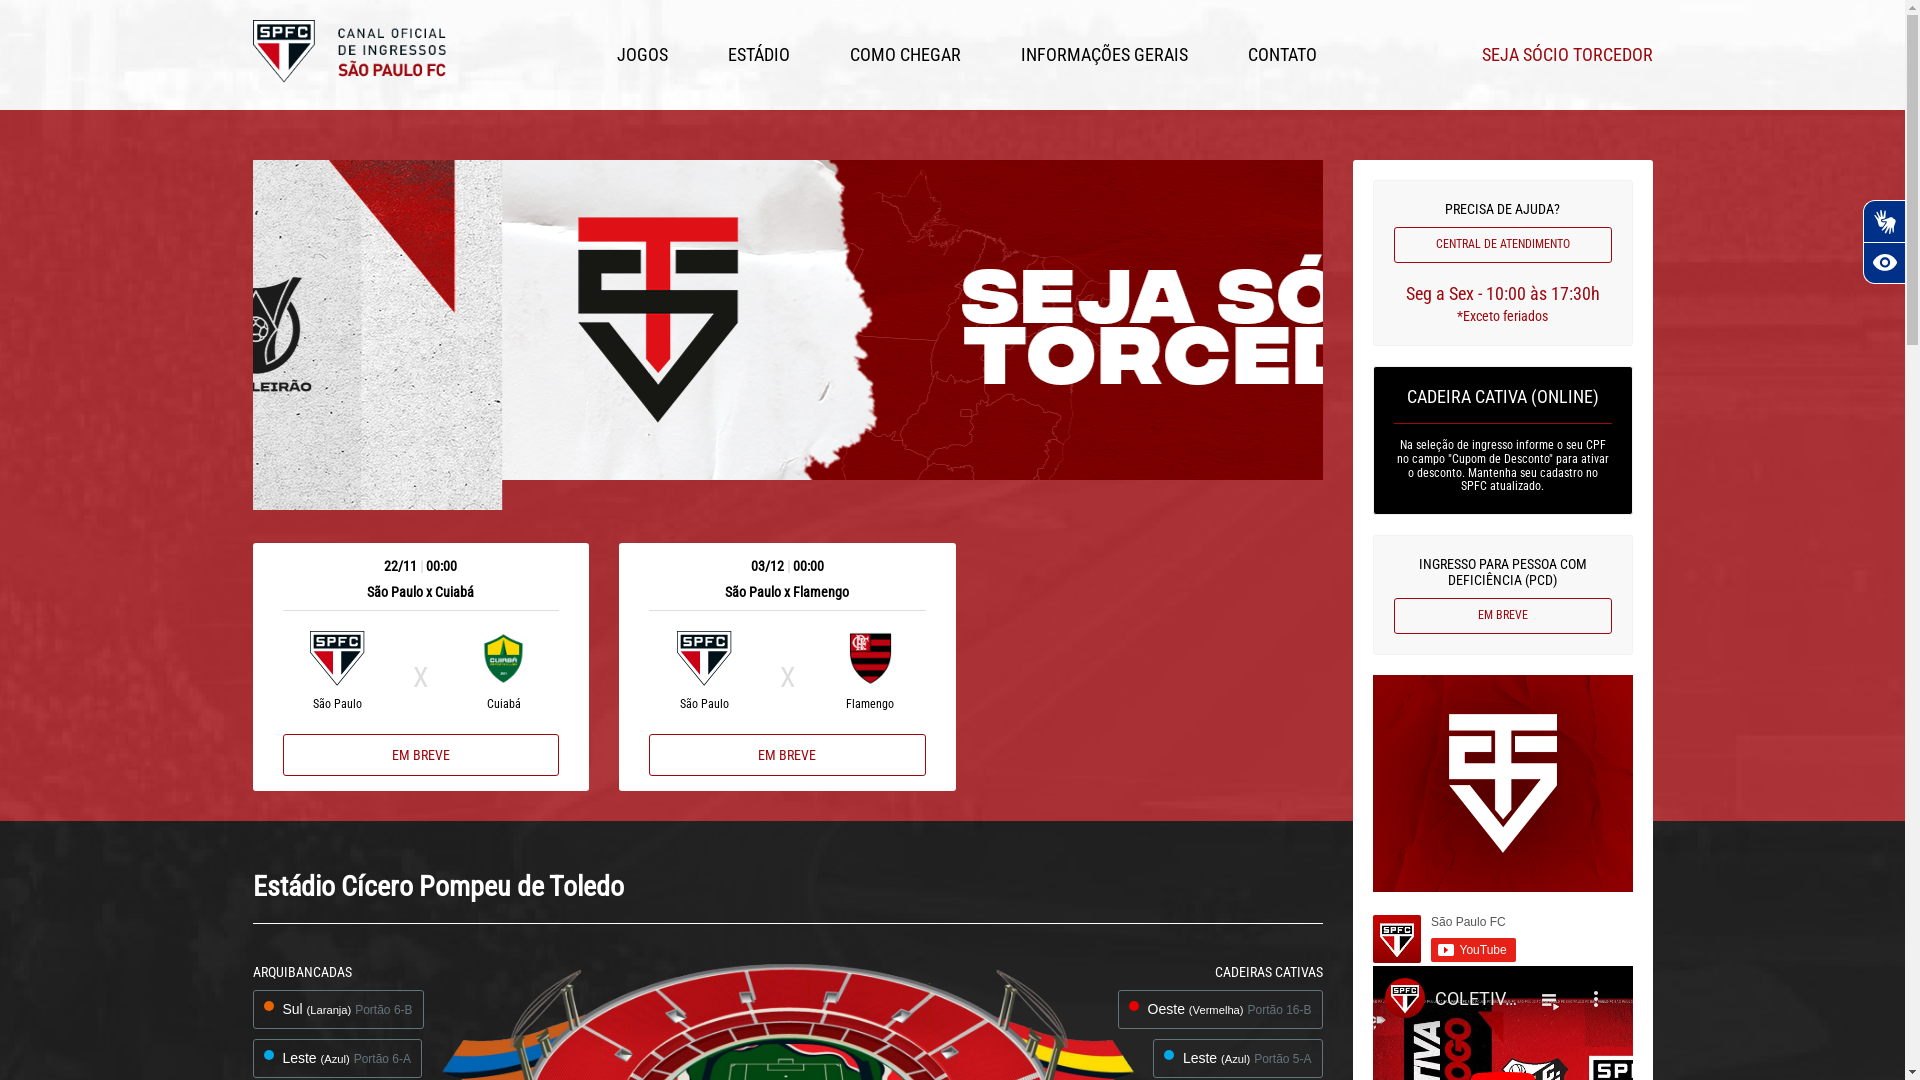 SPFC
CANAL OFICIAL
DE INGRESSOS
SÃO PAULO FC
JOGOS
ESTÁDIO
COMO CHEGAR
INFORMAÇÕES GERAIS
CONTATO
SEJA SÓCIO TORCEDOR
LEIRÃO
SEJA SÓ
TORCED
PRECISA DE AJUDA?
CENTRAL DE ATENDIMENTO
Seg a Sex - 10:00 às 17:30h
*Exceto feriados
CADEIRA CATIVA (ONLINE)
Na seleção de ingresso informe o seu CPF
no campo "Cupom de Desconto" para ativar
o desconto. Mantenha seu cadastro no
SPFC atualizado.
INGRESSO PARA PESSOA COM
DEFICIÊNCIA (PCD)
EM BREVE
22/11 | 00:00
São Paulo x Cuiabá
SPFC
X
CUIABÁ
São Paulo
Cuiabá
EM BREVE
03/12 | 00:00
São Paulo x Flamengo
SPFC
X
São Paulo
Flamengo
EM BREVE
Estádio Cícero Pompeu de Toledo
ARQUIBANCADAS
Sul (Laranja) Portão 6-B
Leste (Azul) Portão 6-A
CADEIRAS CATIVAS
Oeste (Vermelha) Portão 16-B
Leste (Azul) Portão 5-A
SPFC
São Paulo FC
YouTube
SPFC
COLETIV...
TIVA
OGO
SPF